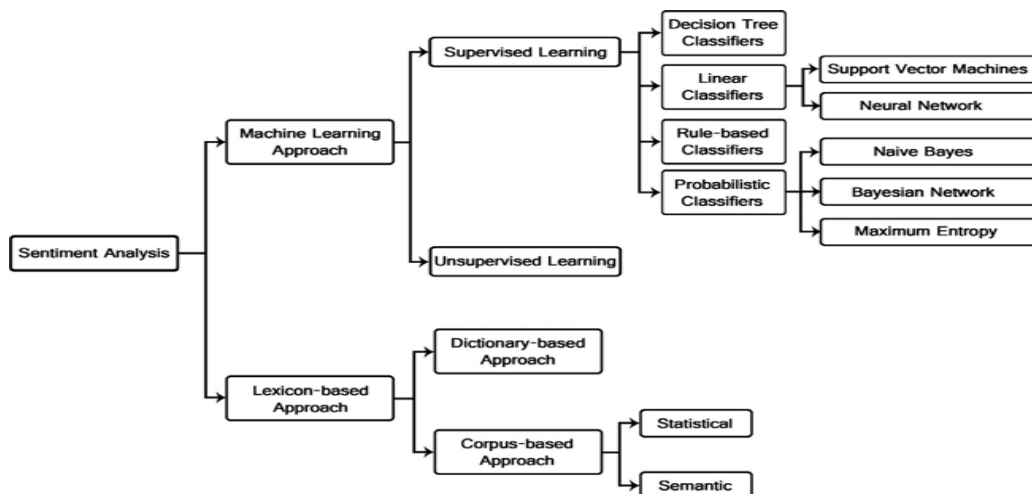 Sentiment Analysis
Machine Learning
Approach
Supervised Learning
Decision Tree
Classifiers
Linear
Classifiers
Support Vector Machines
Neural Network
Rule-based
Classifiers
Probabilistic
Classifiers
Naive Bayes
Bayesian Network
Maximum Entropy
Unsupervised Learning
Lexicon-based
Approach
Dictionary-based
Approach
Corpus-based
Approach
Statistical
Semantic